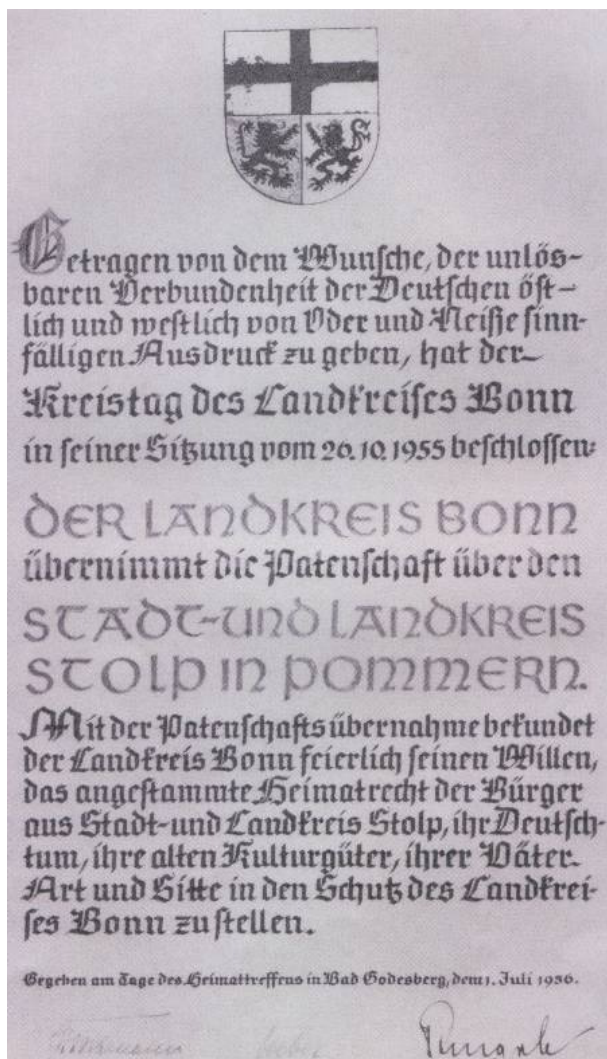 Getragen von dem Wunsche, der unlös-
baren Verbundenheit der Deutschen öst-
lich und westlich von Oder und Neiße sinn-
fälligen Ausdruck zu geben, hat der
Kreistag des Landkreises Bonn
in seiner Sitzung vom 26.10.1955 beschlossen:
DER LANDKREIS BONN
übernimmt die Patenschaft über den
STADT-UND LANDKREIS
STOLP IN POMMERN.
Mit der Patenschaftsübernahme bekundet
der Landkreis Bonn feierlich seinen Willen,
das angestammte Heimatrecht der Bürger
aus Stadt-und Landkreis Stolp, ihr Deutsch-
tum, ihre alten Kulturgüter, ihrer Väter
Art und Sitte in den Schutz des Landkrei-
ses Bonn zu stellen.
Gegeben am Tage des Heimattreffens in Bad Godesberg, dem 1. Juli 1956.